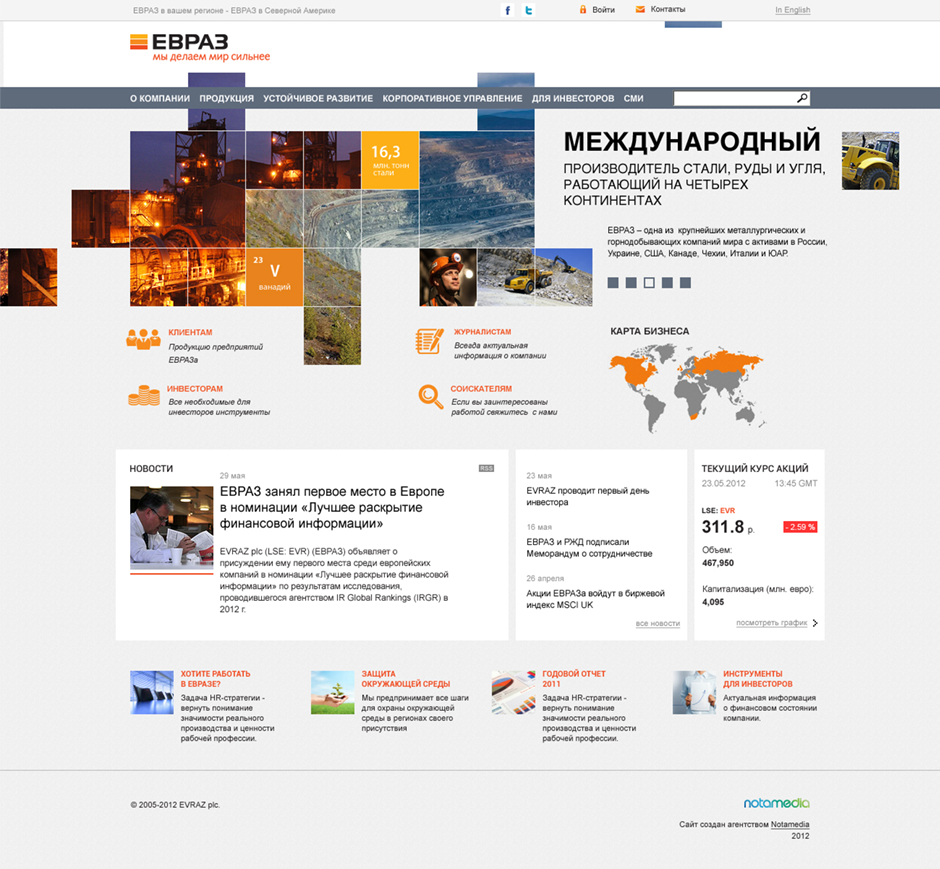 ЕВРАЗ в вашем регионе - ЕВРАЗ в Северной Америке
Войти
Контакты
In English
ЕВРАЗ
мы делаем мир сильнее
О КОМПАНИИ ПРОДУКЦИЯ УСТОЙЧИВОЕ РАЗВИТИЕ КОРПОРАТИВНОЕ УПРАВЛЕНИЕ ДЛЯ ИНВЕСТОРОВ СМИ
16,3
млн. тонн
стали
23
V
ванадий
МЕЖДУНАРОДНЫЙ
ПРОИЗВОДИТЕЛЬ СТАЛИ, РУДЫ И УГЛЯ,
РАБОТАЮЩИЙ НА ЧЕТЫРЕХ
КОНТИНЕНТАХ
ЕВРАЗ – одна из крупнейших металлургических и
горнодобывающих компаний мира с активами в России,
Украине, США, Канаде, Чехии, Италии и ЮАР.
КЛИЕНТАМ
Продукцию предприятий
ЕВРАЗа
ЖУРНАЛИСТАМ
Всегда актуальная
информация о компании
ИНВЕСТОРАМ
Все необходимые для
инвесторов инструменты
СОИСКАТЕЛЯМ
Если вы заинтересованы
работой свяжитесь с нами
КАРТА БИЗНЕСА
НОВОСТИ
RSS
29 мая
ЕВРАЗ занял первое место в Европе
в номинации «Лучшее раскрытие
финансовой информации»
EVRAZ plc (LSE: EVR) (ЕВРАЗ) объявляет о
присуждении ему первого места среди европейских
компаний в номинации «Лучшее раскрытие финансовой
информации» по результатам исследования,
проводившегося агентством IR Global Rankings (IRGR) в
2012 г.
23 мая
EVRAZ проводит первый день
инвестора
16 мая
ЕВРАЗ и РЖД подписали
Меморандум о сотрудничестве
26 апреля
Акции ЕВРАЗа войдут в биржевой
индекс MSCI UK
все новости
ТЕКУЩИЙ КУРС АКЦИЙ
23.05.2012 13:45 GMT
LSE: EVR
311.8 р. - 2.59 %
Объем:
467,950
Капитализация (млн. евро):
4,095
посмотреть график
ХОТИТЕ РАБОТАТЬ
В ЕВРАЗЕ?
Задача HR-стратегии -
вернуть понимание
значимости реального
производства и ценности
рабочей профессии.
ЗАЩИТА
ОКРУЖАЮЩЕЙ СРЕДЫ
Мы предпринимает все шаги
для охраны окружающей
среды в регионах своего
присутствия
ГОДОВОЙ ОТЧЕТ
2011
Задача HR-стратегии -
вернуть понимание
значимости реального
производства и ценности
рабочей профессии.
ИНСТРУМЕНТЫ
ДЛЯ ИНВЕСТОРОВ
Актуальная информация
о финансовом состоянии
компании.
© 2005-2012 EVRAZ plc.
notamedia
Сайт создан агентством Notamedia
2012